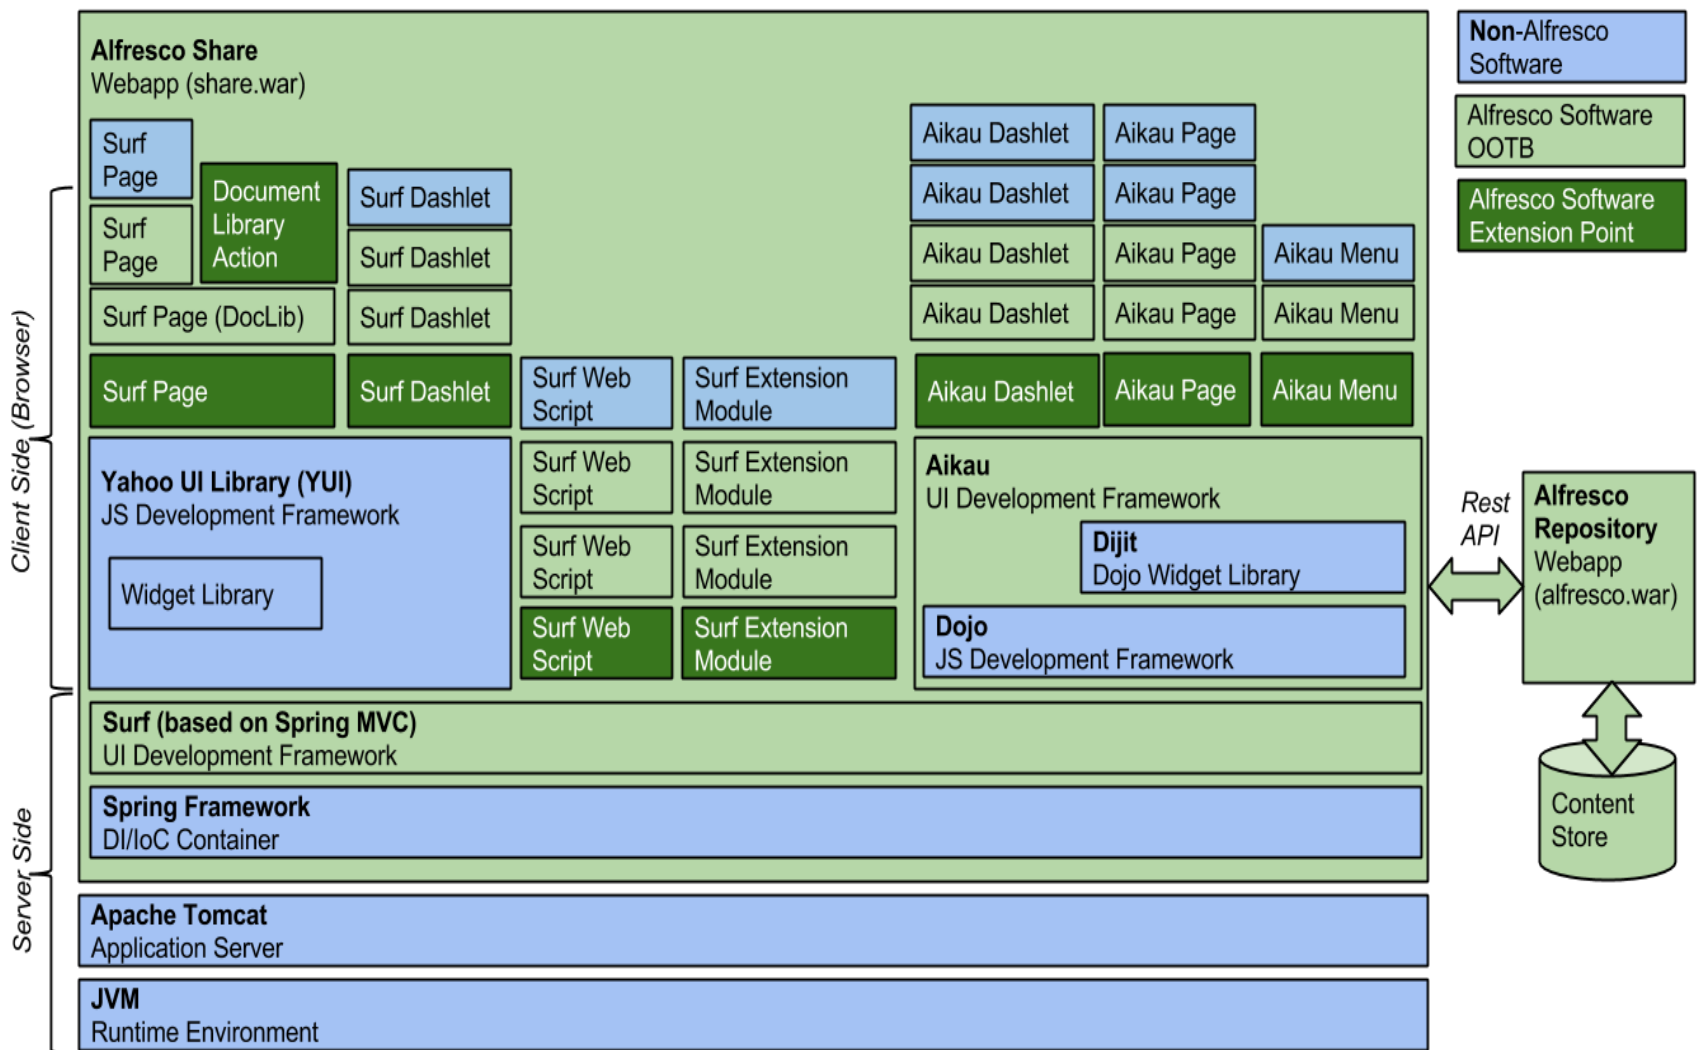 Alfresco Share
Webapp (share.war)
Surf
Page
Surf
Page
Document
Library
Action
Surf Page (DocLib)
Surf Page
Surf Dashlet
Surf Dashlet
Surf Dashlet
Surf Dashlet
Surf Web
Script
Surf Web
Script
Surf Web
Script
Surf Web
Script
Surf Extension
Module
Surf Extension
Module
Surf Extension
Module
Surf Extension
Module
Aikau Dashlet
Aikau Dashlet
Aikau Dashlet
Aikau Dashlet
Aikau Dashlet
Aikau Page
Aikau Page
Aikau Page
Aikau Page
Aikau Page
Aikau Menu
Aikau Menu
Aikau Menu
Yahoo UI Library (YUI)
JS Development Framework
Widget Library
Aikau
UI Development Framework
Dijit
Dojo Widget Library
Dojo
JS Development Framework
Surf (based on Spring MVC)
UI Development Framework
Spring Framework
DI/IoC Container
Apache Tomcat
Application Server
JVM
Runtime Environment
Client Side (Browser)
Server Side
Non-Alfresco
Software
Alfresco Software
OOTB
Alfresco Software
Extension Point
Rest
API
Alfresco
Repository
Webapp
(alfresco.war)
Content
Store